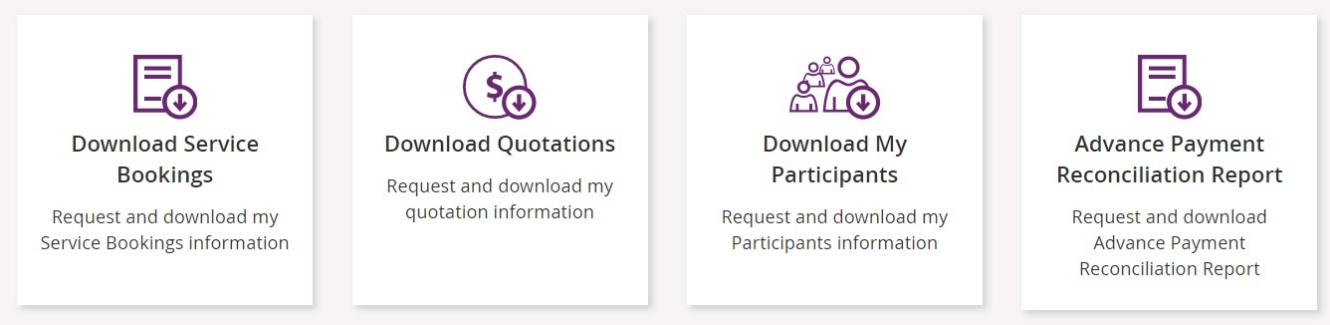 Download Service
Bookings
Request and download my
Service Bookings information
$
Download Quotations
Request and download my
quotation information
Download My
Participants
Request and download my
Participants information
Advance Payment
Reconciliation Report
Request and download
Advance Payment
Reconciliation Report